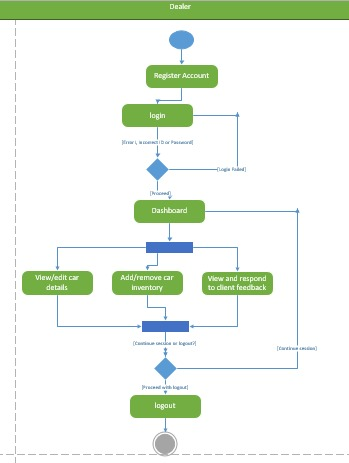 Dealer
Register Account
login
[Error i, Incorrect ID or Password]
[Login Failed]
[Proceed]
Dashboard
View/edit car
details
Add/remove car
inventory
View and respond
to client feedback
[Continue session or logout?]
[Continue session]
[Proceed with logout]
logout